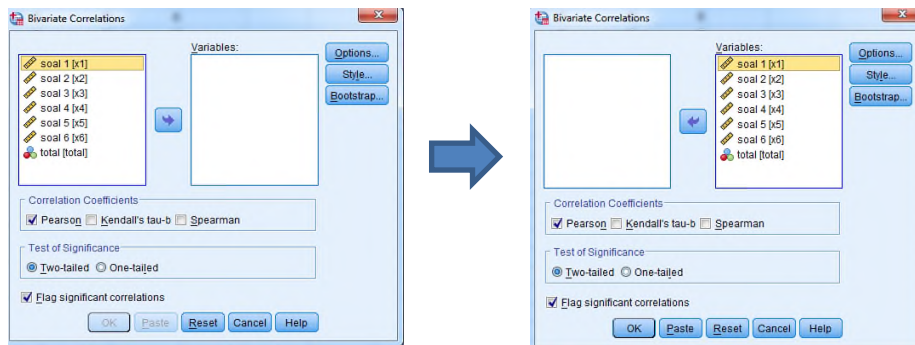 Bivariate Correlations
Variables:
soal 1 [x1]
soal 2 [x2]
soal 3 [x3]
soal 4 [x4]
soal 5 [x5]
soal 6 [x6]
total [total]
Options...
Style...
Bootstrap...
Correlation Coefficients
Pearson Kendall's tau-b Spearman
Test of Significance
Two-tailed One-tailed
Flag significant correlations
OK Paste Reset Cancel Help
Bivariate Correlations
Variables:
soal 1 [x1]
soal 2 [x2]
soal 3 [x3]
soal 4 [x4]
soal 5 [x5]
soal 6 [x6]
total [total]
Options...
Style...
Bootstrap...
Correlation Coefficients
Pearson Kendall's tau-b Spearman
Test of Significance
Two-tailed One-tailed
Flag significant correlations
OK Paste Reset Cancel Help